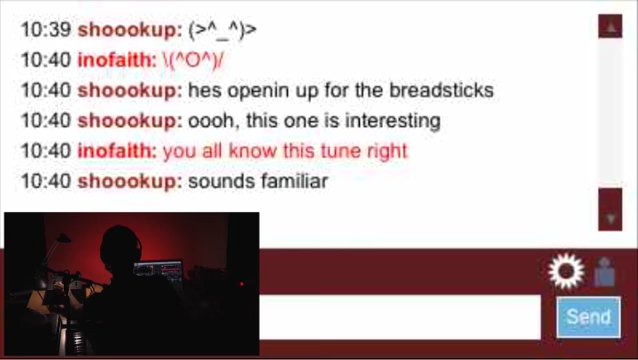 10:39 shoookup: (>^_^)>
10:40 inofaith: \(^O^)/
10:40 shoookup: hes openin up for the breadsticks
10:40 shoookup: oooh, this one is interesting
10:40 inofaith: you all know this tune right
10:40 shoookup: sounds familiar
Send